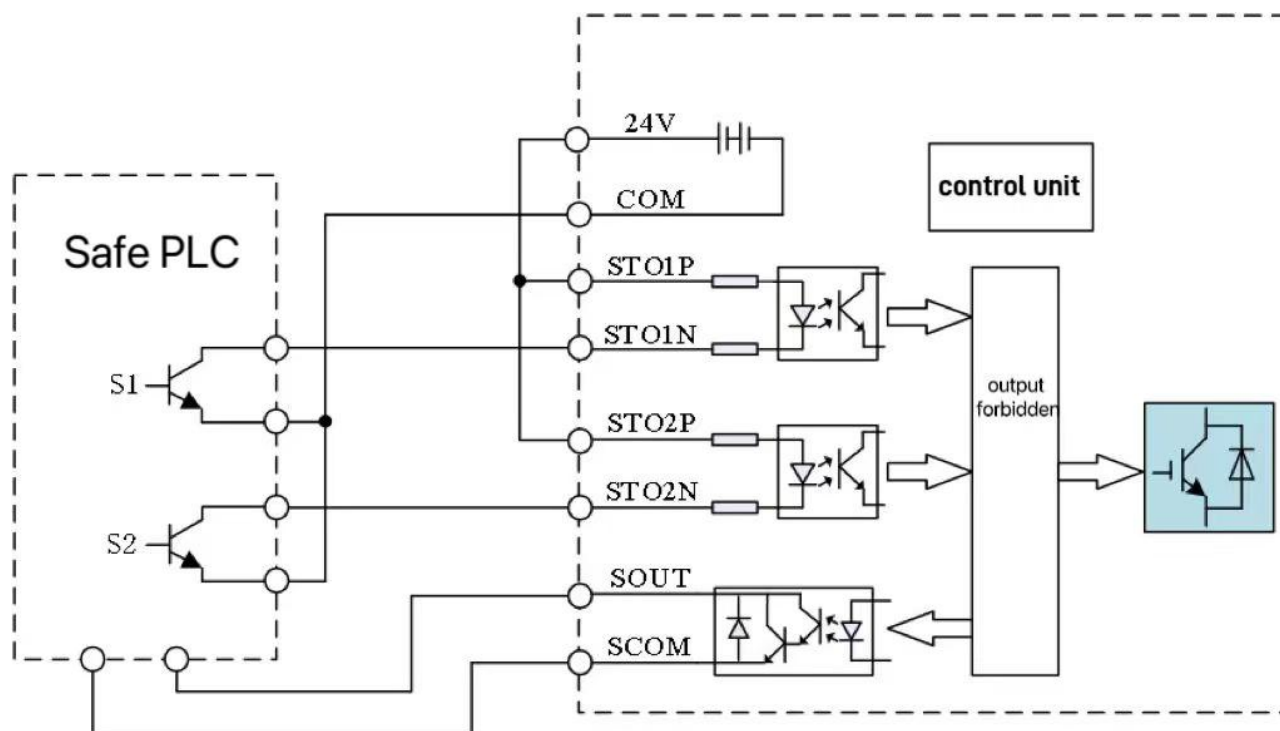 24V
COM
control unit
Safe PLC
STO1P
STO1N
S1
output
forbidden
STO2P
STO2N
S2
SOUT
SCOM